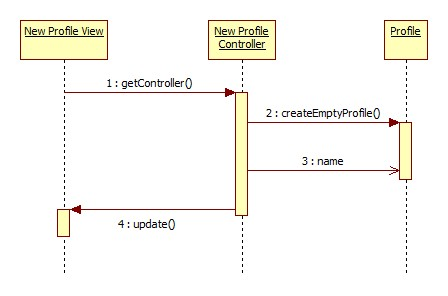 New Profile View
New Profile
Controller
Profile
1 : getController()
2 : createEmptyProfile()
3 : name
4 : update()